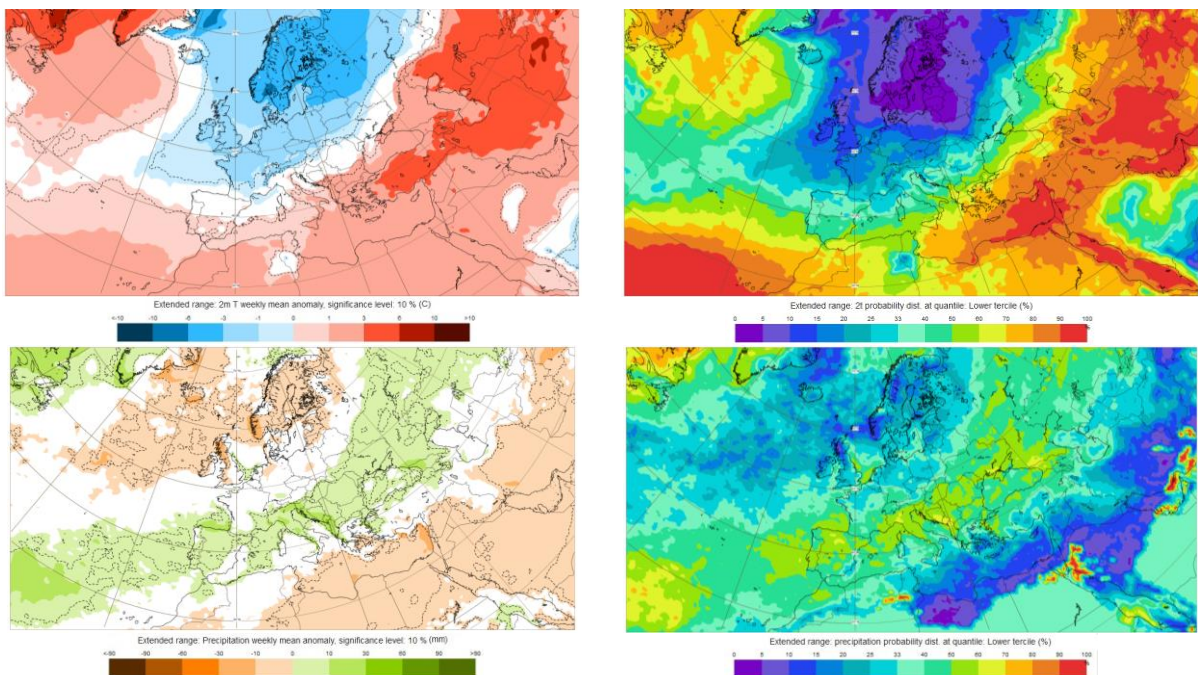 Extended range: 2m T weekly mean anomaly, significance level: 10 % (C)
<-10 -10 -6 -3 -1 0 1 3 6 10 >10
Extended range: 2t probability dist. at quantile: Lower tercile (%)
%
0 5 10 15 20 25 33 40 50 60 70 80 90 100
Extended range: Precipitation weekly mean anomaly, significance level: 10 % (mm)
<-90 -90 -60 -30 -10 0 10 30 60 90 >90
Extended range: precipitation probability dist. at quantile: Lower tercile (%)
%
0 5 10 15 20 25 33 40 50 60 70 80 90 100